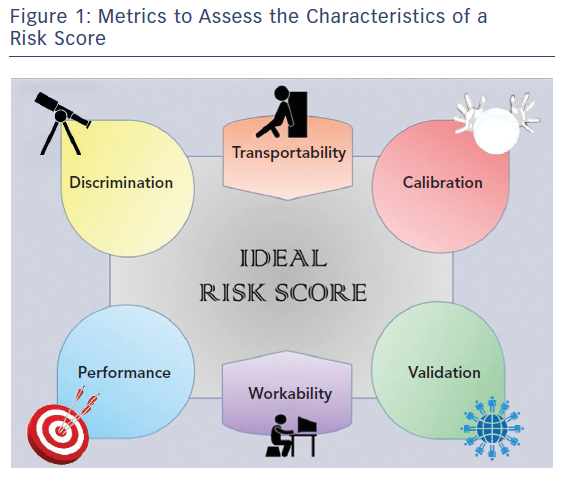 Figure 1: Metrics to Assess the Characteristics of a
Risk Score
Discrimination
Transportability
Calibration
IDEAL
RISK SCORE
Performance
Workability
Validation